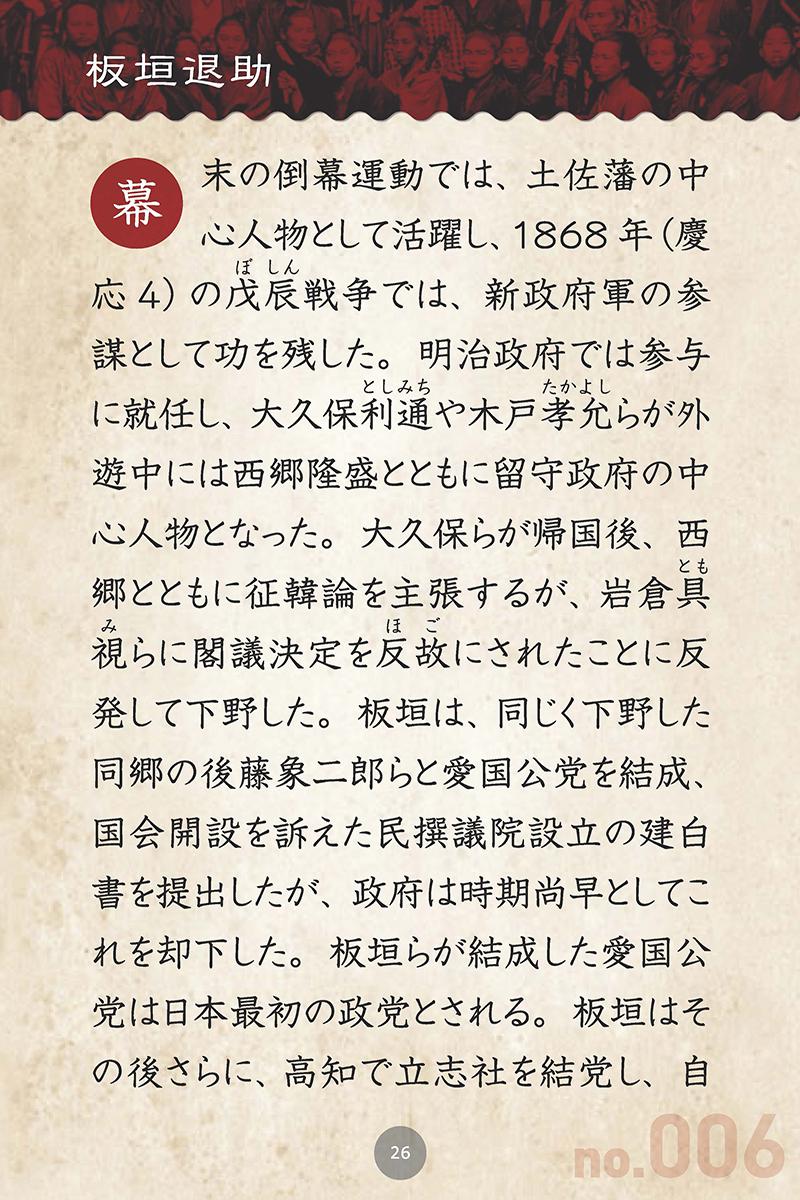 板垣退助
幕
末の倒幕運動では、土佐藩の中
心人物として活躍し、1868年(慶
ぼ しん
応4)の戊辰戦争では、新政府軍の参
謀として功を残した。明治政府では参与
としみち たかよし
に就任し、大久保利通や木戸孝允らが外
遊中には西郷隆盛とともに留守政府の中
心人物となった。大久保らが帰国後、西
とも
郷とともに征韓論を主張するが、岩倉具
み ほ ご
視らに閣議決定を反故にされたことに反
発して下野した。板垣は、同じく下野した
同郷の後藤象二郎らと愛国公党を結成、
国会開設を訴えた民撰議院設立の建白
書を提出したが、政府は時期尚早としてこ
れを却下した。板垣らが結成した愛国公
党は日本最初の政党とされる。板垣はそ
の後さらに、高知で立志社を結党し、自
26
no.006